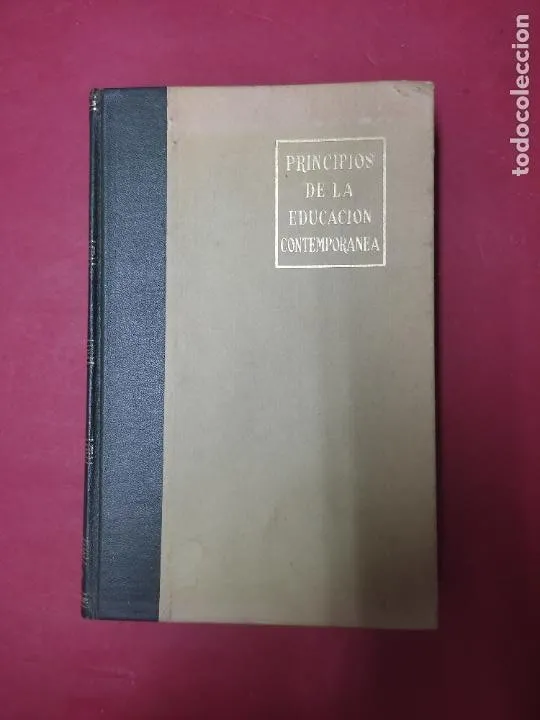 PRINCIPIOS
DE LA
EDUCACION
CONTEMPORANEA
todocoleccion